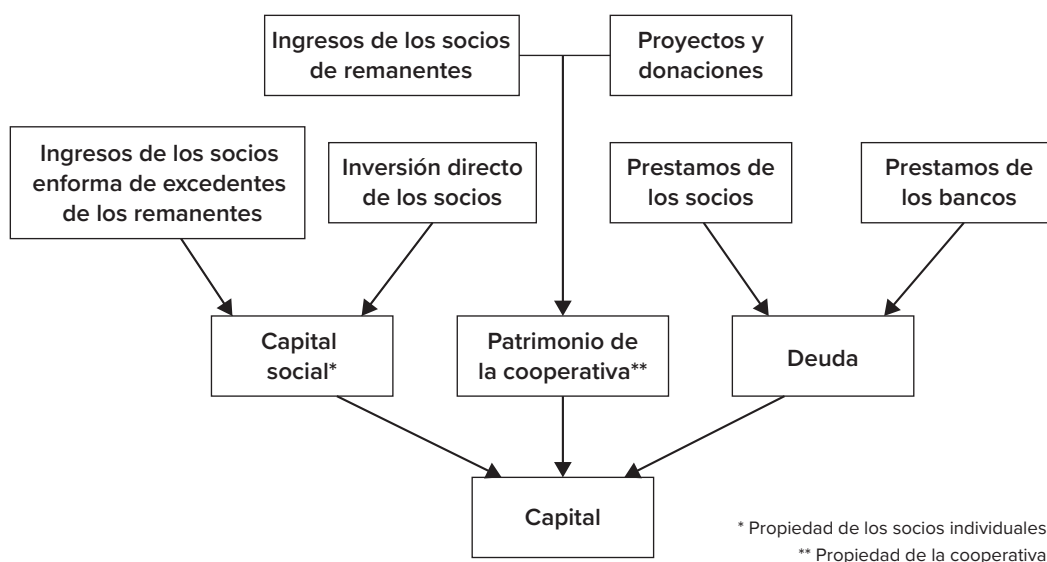 Ingresos de los socios
de remanentes
Proyectos y
donaciones
Ingresos de los socios
enforma de excedentes
de los remanentes
Inversión directo
de los socios
Prestamos de
los socios
Prestamos de
los bancos
Capital
social*
Patrimonio de
la cooperativa**
Deuda
Capital
* Propiedad de los socios individuales
** Propiedad de la cooperativa